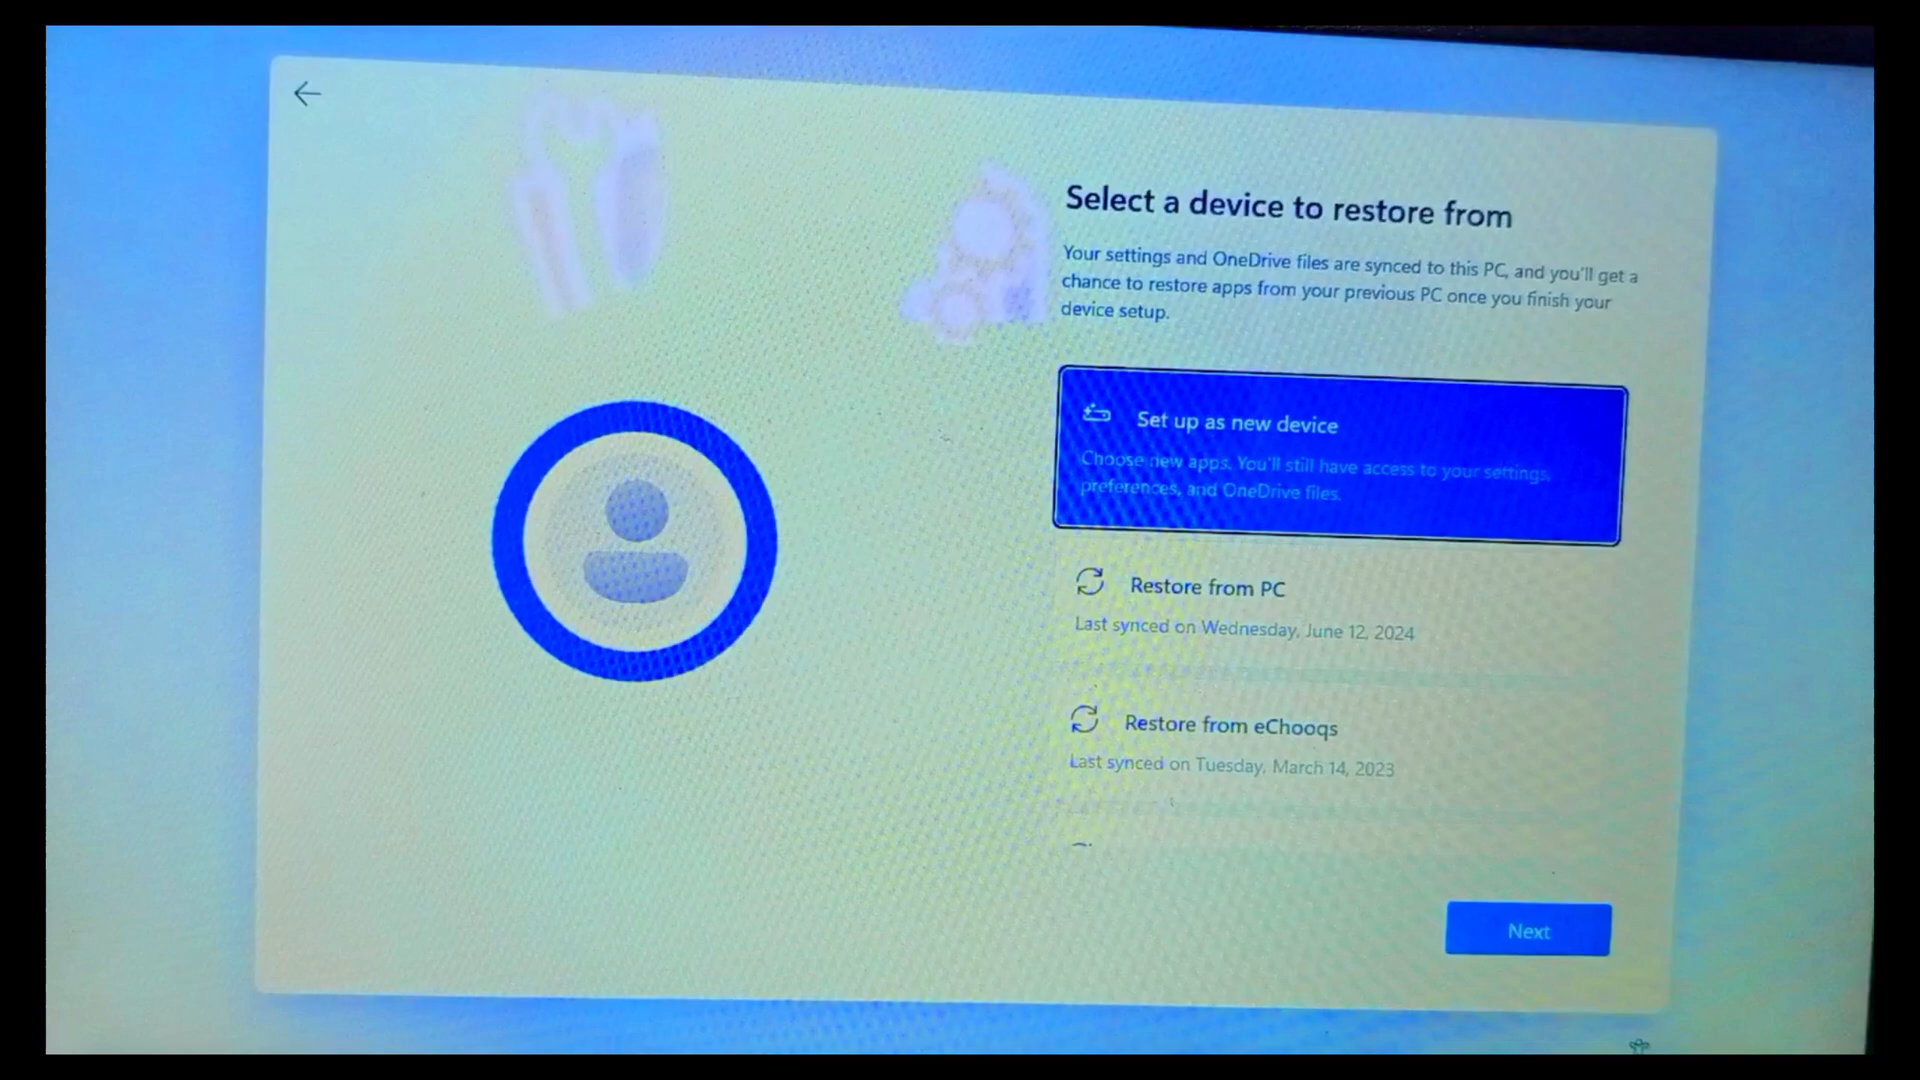 Select a device to restore from
Your settings and OneDrive files are synced to this PC, and you'll get a
chance to restore apps from your previous PC once you finish your
device setup.
Set up as new device
Choose new apps. You'll still have access to your settings,
preferences, and OneDrive files.
Restore from PC
Last synced on Wednesday, June 12, 2024
Restore from eChooqs
Last synced on Tuesday, March 14, 2023
Next